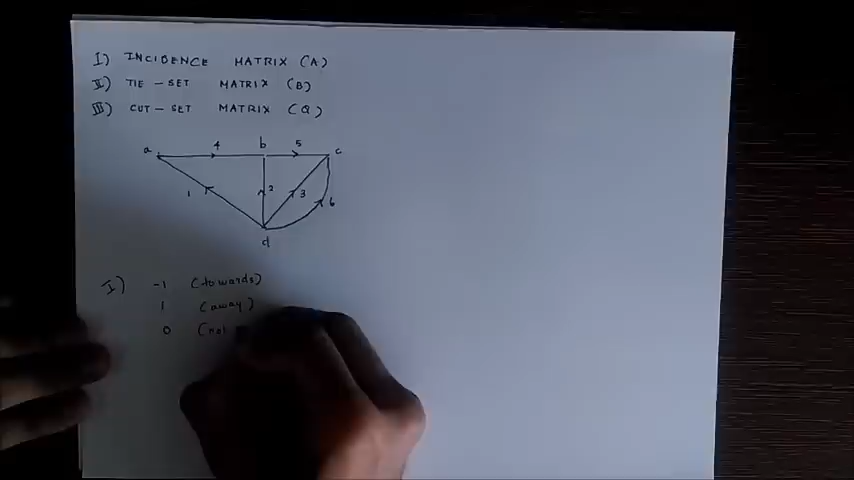 I) INCIDENCE MATRIX (A)
II) TIE - SET MATRIX (B)
III) CUT - SET MATRIX (Q)
a 4 b 5 c
1 2 3 6
d
I) -1 (towards)
1 (away)
0 (not